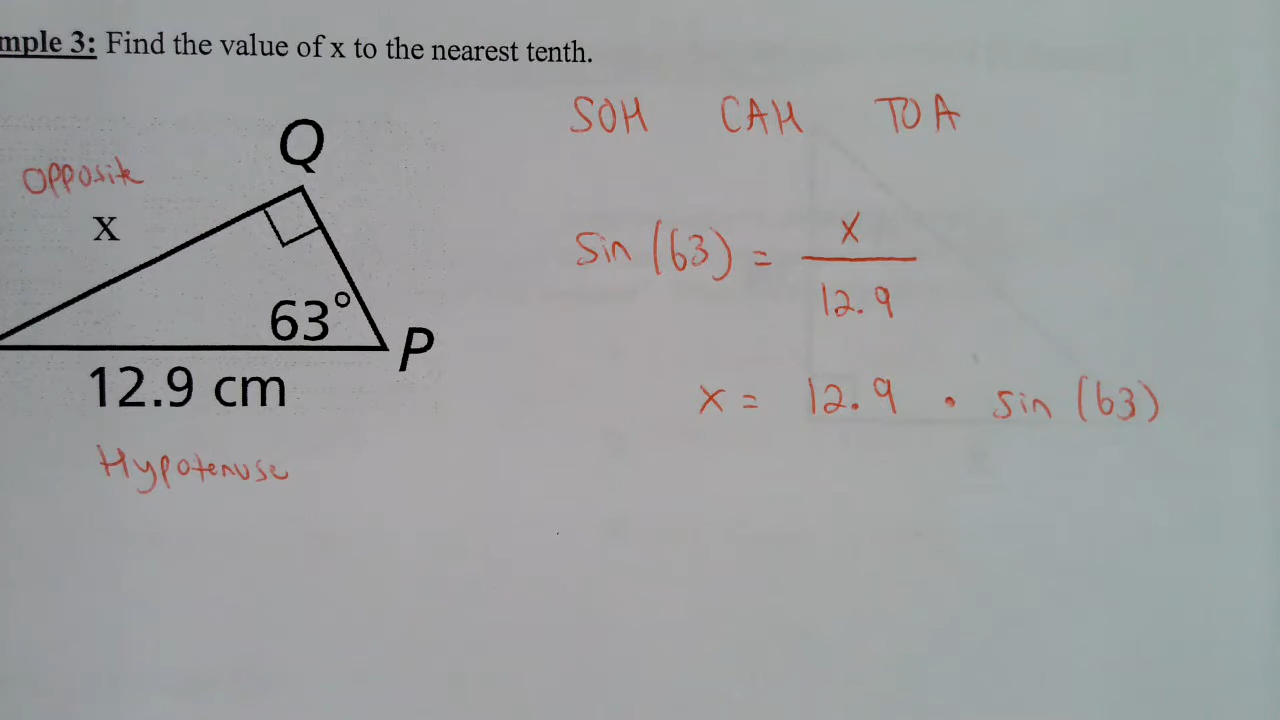 mple 3: Find the value of x to the nearest tenth.
SOH CAH TOA
Q
Opposite
x
sin (63) = x
12.9
63°
P
12.9 cm
x = 12.9 • sin (63)
Hypotenuse